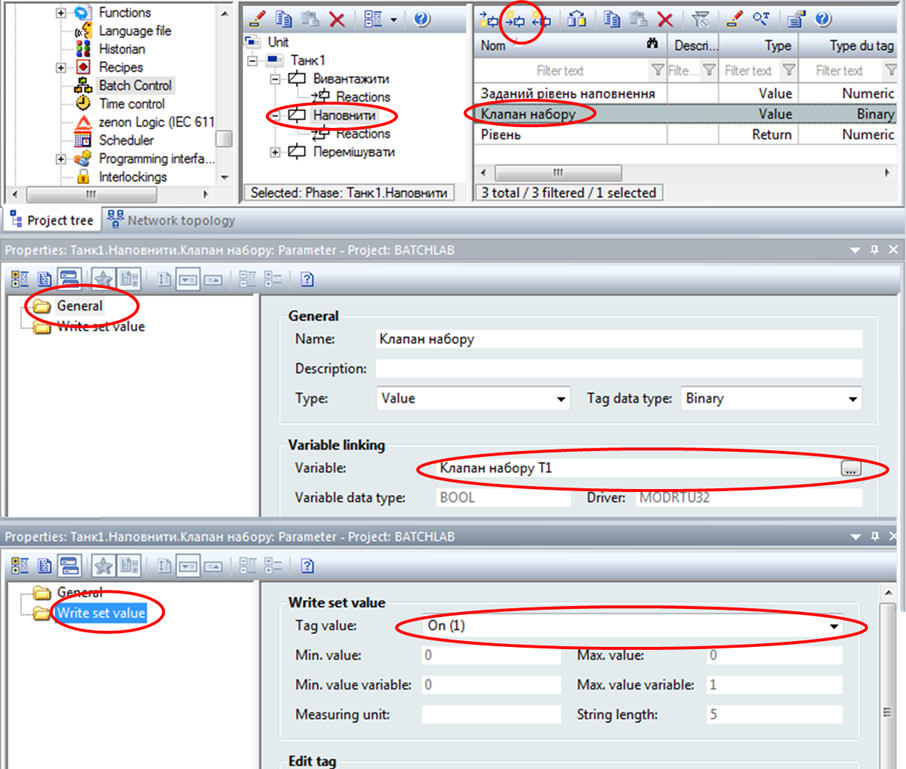 Functions
Language file
Historian
Recipes
Batch Control
Time control
zenon Logic (IEC 611
Scheduler
Programming interfa...
Interlockings
Unit
Танк1
Вивантажити
Reactions
Наповнити
Reactions
Перемішувати
Selected: Phase: Танк1.Наповнити
Nom Descri... Type Type du tag
Filter text Filte... Filter text Filter text
Заданий рівень наповнення Value Numeric
Клапан набору Value Binary
Рівень Return Numeric
3 total / 3 filtered / 1 selected
Project tree Network topology
Properties: Танк1.Наповнити.Клапан набору: Parameter - Project: BATCHLAB
General
Write set value
General
Name: Клапан набору
Description:
Type: Value Tag data type: Binary
Variable linking
Variable: Клапан набору Т1 ...
Variable data type: BOOL Driver: MODRTU32
Properties: Танк1.Наповнити.Клапан набору: Parameter - Project: BATCHLAB
General
Write set value
Write set value
Tag value: On (1)
Min. value: 0 Max. value: 0
Min. value variable: 0 Max. value variable: 1
Measuring unit: String length: 5
Edit tag